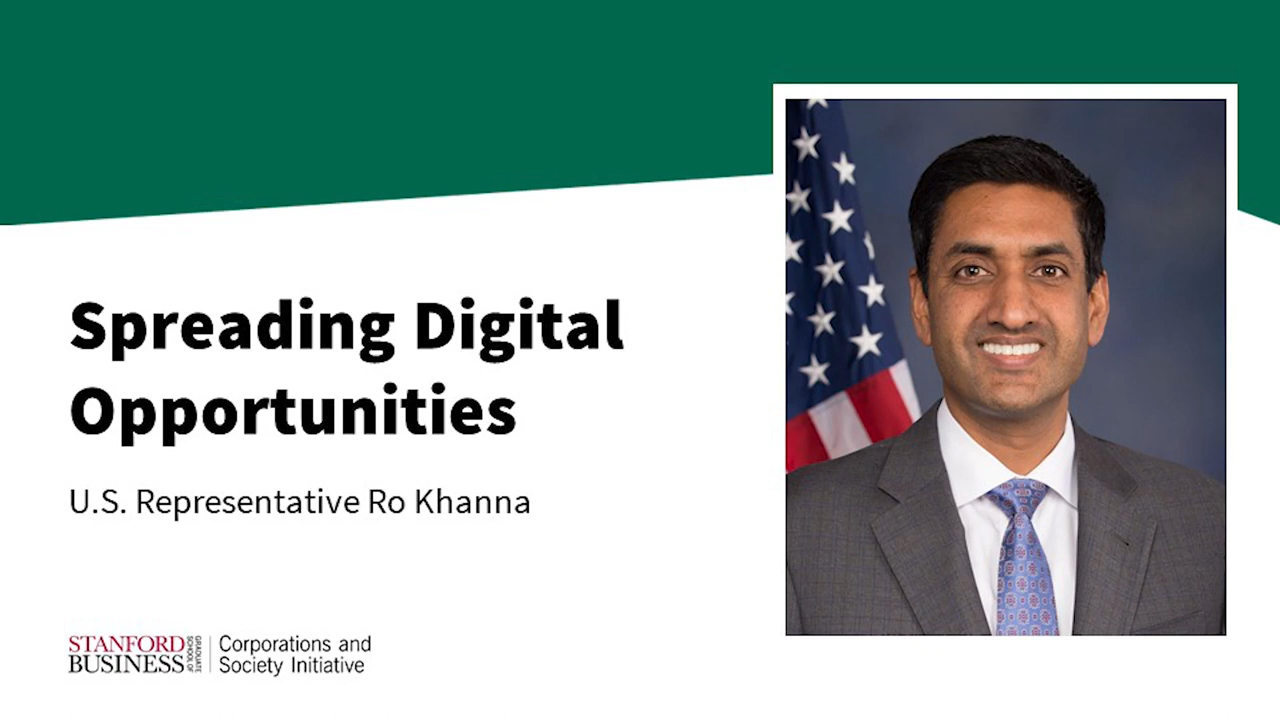 Spreading Digital
Opportunities
U.S. Representative Ro Khanna
STANFORD
BUSINESS
GRADUATE
SCHOOL OF
Corporations and
Society Initiative